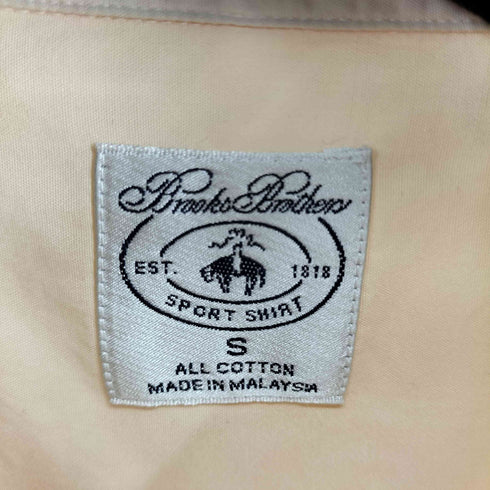 Brooks Brothers
EST. 1818
SPORT SHIRT
S
ALL COTTON
MADE IN MALAYSIA